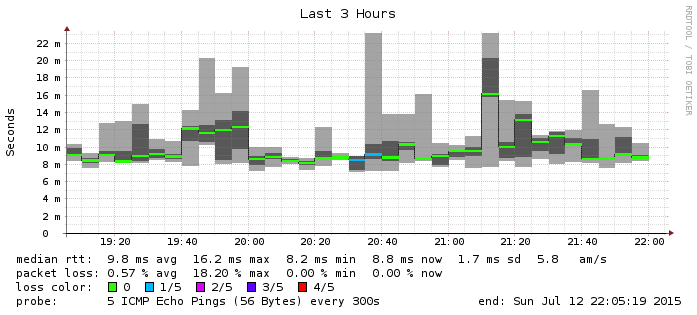 Last 3 Hours
RRDTOOL / TOBI OETIKER
Seconds
22 m
20 m
18 m
16 m
14 m
12 m
10 m
8 m
6 m
4 m
2 m
0
19:20 19:40 20:00 20:20 20:40 21:00 21:20 21:40 22:00
median rtt: 9.8 ms avg 16.2 ms max 8.2 ms min 8.8 ms now 1.7 ms sd 5.8 am/s
packet loss: 0.57 % avg 18.20 % max 0.00 % min 0.00 % now
loss color: 0 1/5 2/5 3/5 4/5
probe: 5 ICMP Echo Pings (56 Bytes) every 300s end: Sun Jul 12 22:05:19 2015